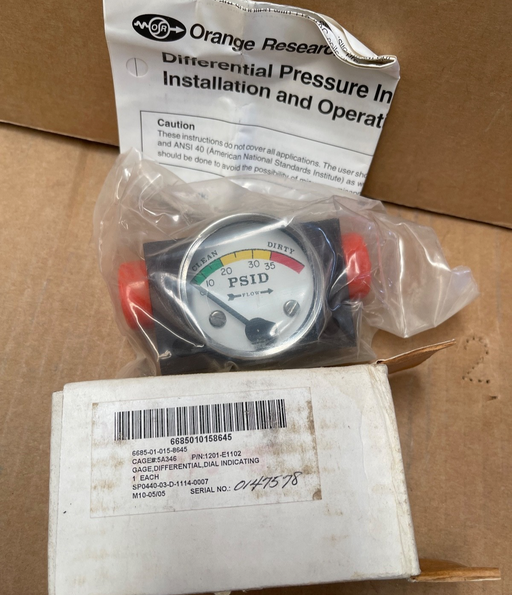 OSR Orange Research
Differential Pressure In
Installation and Operat
Caution
These instructions do not cover all applications. The user
and ANSI 40 (American National Standards Institute) as
should be done to avoid the possibility of
CLEAN DIRTY
0 10 20 30 35
PSID
FLOW
6685010158645
6685-01-015-8645
CAGE#:5A346 P/N:1201-E1102
GAGE,DIFFERENTIAL,DIAL INDICATING
1 EACH
SP0440-03-D-1114-0007
M10-05/05 SERIAL NO.: 0147578